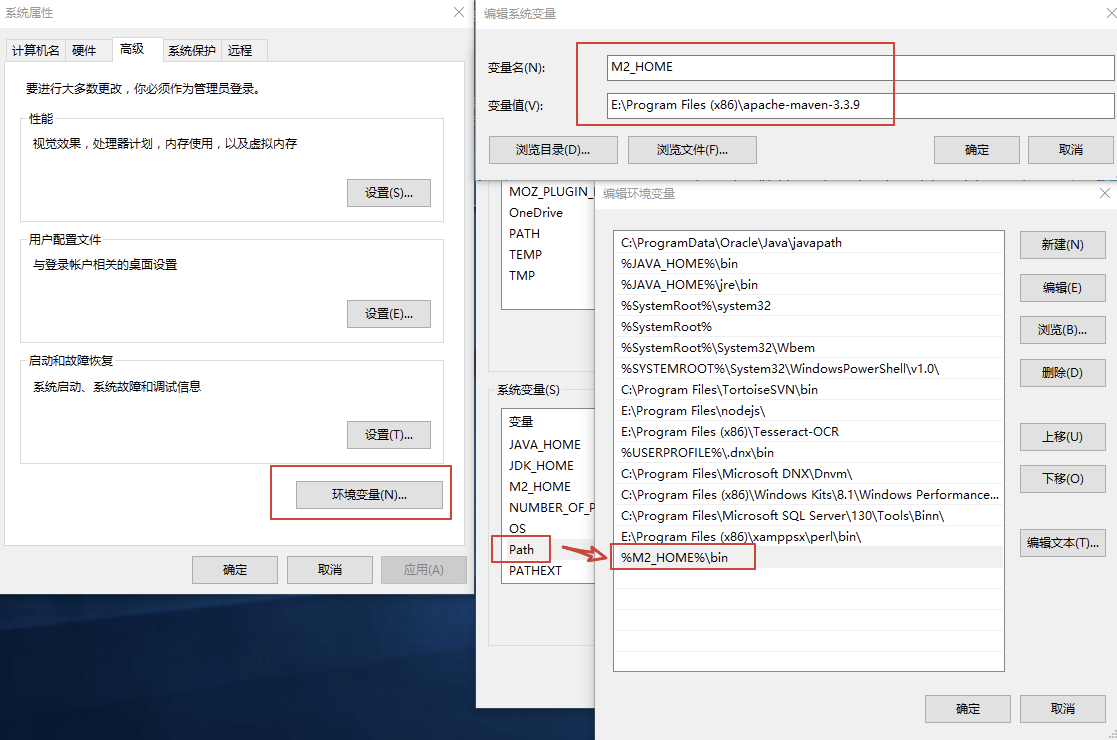 系统属性
计算机名
硬件
高级
系统保护
远程
要进行大多数更改，你必须作为管理员登录。
性能
视觉效果，处理器计划，内存使用，以及虚拟内存
设置(S)...
用户配置文件
与登录帐户相关的桌面设置
设置(E)...
启动和故障恢复
系统启动、系统故障和调试信息
设置(T)...
环境变量(N)...
确定
取消
应用(A)
编辑系统变量
变量名(N):
M2_HOME
变量值(V):
E:\Program Files (x86)\apache-maven-3.3.9
浏览目录(D)...
浏览文件(F)...
确定
取消
MOZ_PLUGIN_
OneDrive
PATH
TEMP
TMP
系统变量(S)
变量
JAVA_HOME
JDK_HOME
M2_HOME
NUMBER_OF_P
OS
Path
PATHEXT
编辑环境变量
C:\ProgramData\Oracle\Java\javapath
%JAVA_HOME%\bin
%JAVA_HOME%\jre\bin
%SystemRoot%\system32
%SystemRoot%
%SystemRoot%\System32\Wbem
%SYSTEMROOT%\System32\WindowsPowerShell\v1.0\
C:\Program Files\TortoiseSVN\bin
E:\Program Files\nodejs\
E:\Program Files (x86)\Tesseract-OCR
%USERPROFILE%\.dnx\bin
C:\Program Files\Microsoft DNX\Dnvm\
C:\Program Files (x86)\Windows Kits\8.1\Windows Performance...
C:\Program Files\Microsoft SQL Server\130\Tools\Binn\
E:\Program Files (x86)\xamppsx\perl\bin\
%M2_HOME%\bin
新建(N)
编辑(E)
浏览(B)...
删除(D)
上移(U)
下移(O)
编辑文本(T)...
确定
取消